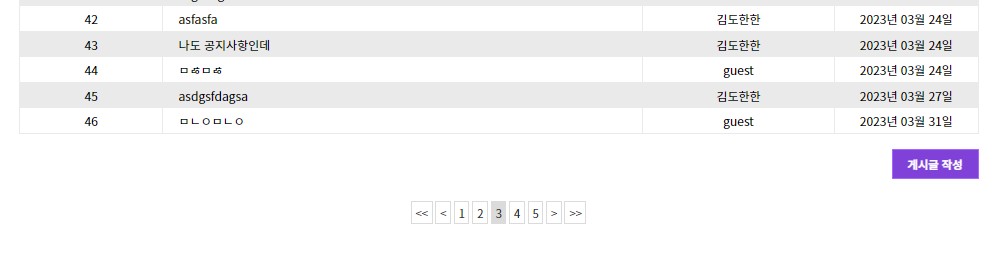 42 asfasfa 김도한한 2023년 03월 24일
43 나도 공지사항인데 김도한한 2023년 03월 24일
44 ㅁㅎㅁㅎ guest 2023년 03월 24일
45 asdgsfdagsa 김도한한 2023년 03월 27일
46 ㅁㄴㅇㅁㄴㅇ guest 2023년 03월 31일
게시글 작성
<< < 1 2 3 4 5 > >>